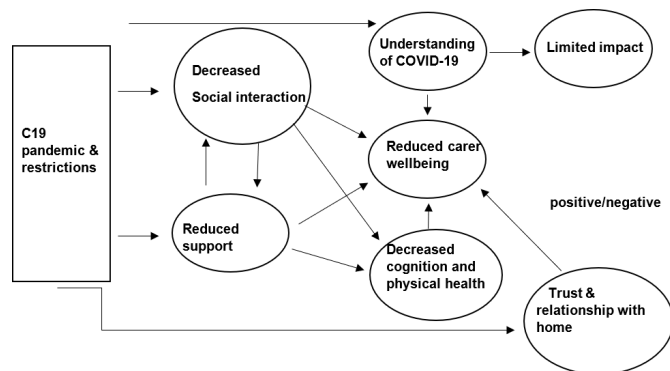 C19
pandemic &
restrictions
Decreased
Social interaction
Reduced
support
Understanding
of COVID-19
Limited impact
Reduced carer
wellbeing
Decreased
cognition and
physical health
positive/negative
Trust &
relationship with
home